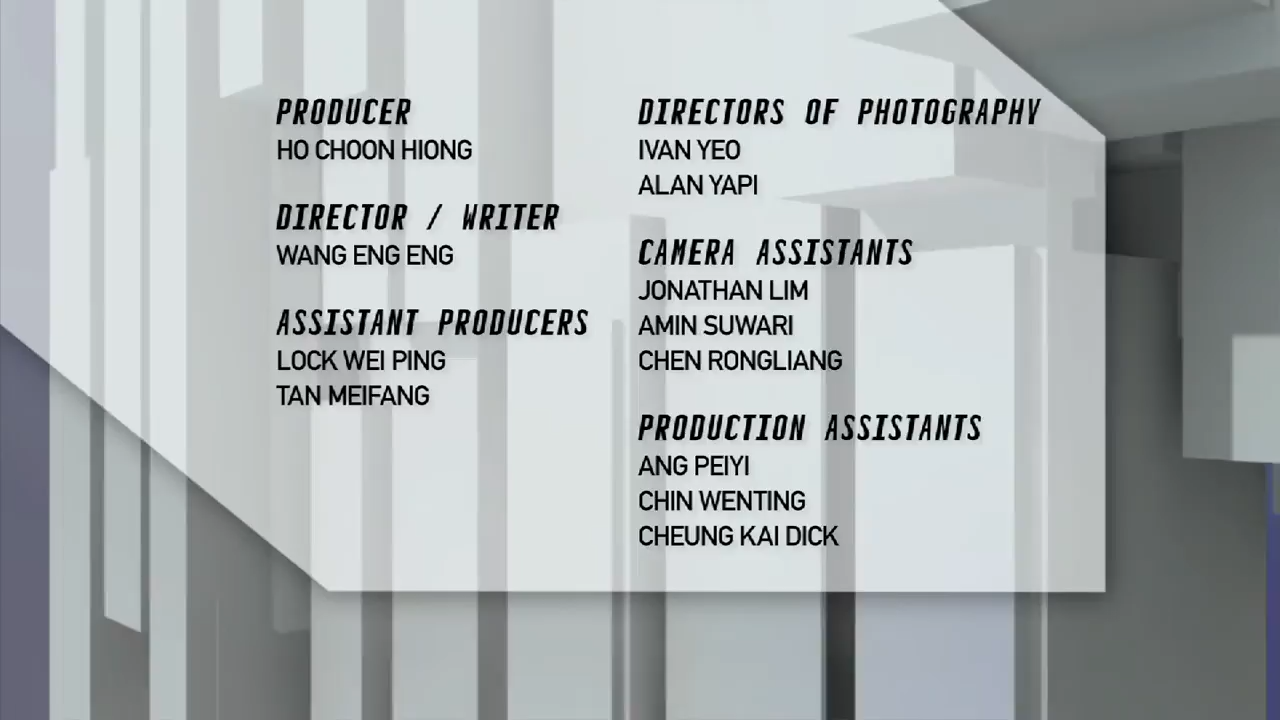 PRODUCER
HO CHOON HIONG
DIRECTOR / WRITER
WANG ENG ENG
ASSISTANT PRODUCERS
LOCK WEI PING
TAN MEIFANG
DIRECTORS OF PHOTOGRAPHY
IVAN YEO
ALAN YAPI
CAMERA ASSISTANTS
JONATHAN LIM
AMIN SUWARI
CHEN RONGLIANG
PRODUCTION ASSISTANTS
ANG PEIYI
CHIN WENTING
CHEUNG KAI DICK